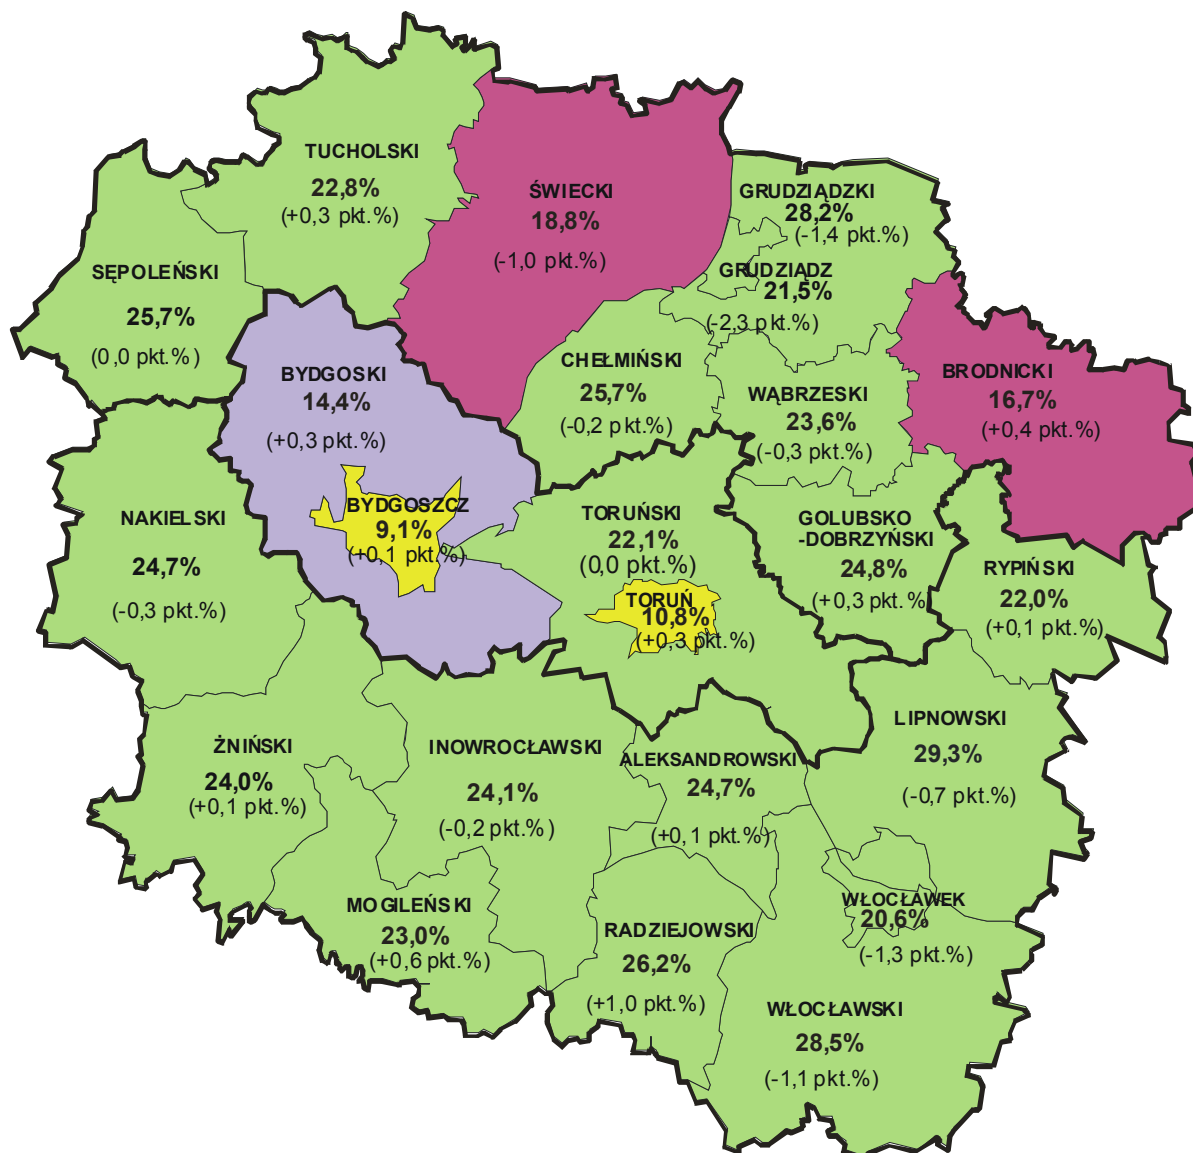 TUCHOLSKI
22,8%
(+0,3 pkt.%)
ŚWIECKI
18,8%
(-1,0 pkt.%)
GRUDZIĄDZKI
28,2%
(-1,4 pkt.%)
GRUDZIĄDZ
21,5%
(-2,3 pkt.%)
SĘPOLEŃSKI
25,7%
(0,0 pkt.%)
BYDGOSKI
14,4%
(+0,3 pkt.%)
CHEŁMIŃSKI
25,7%
(-0,2 pkt.%)
WĄBRZESKI
23,6%
(-0,3 pkt.%)
BRODNICKI
16,7%
(+0,4 pkt.%)
NAKIELSKI
24,7%
(-0,3 pkt.%)
BYDGOSZCZ
9,1%
(+0,1 pkt.%)
TORUŃSKI
22,1%
(0,0 pkt.%)
TORUŃ
10,8%
(+0,3 pkt.%)
GOLUBSKO
-DOBRZYŃSKI
24,8%
(+0,3 pkt.%)
RYPIŃSKI
22,0%
(+0,1 pkt.%)
ŻNIŃSKI
24,0%
(+0,1 pkt.%)
INOWROCŁAWSKI
24,1%
(-0,2 pkt.%)
ALEKSANDROWSKI
24,7%
(+0,1 pkt.%)
LIPNOWSKI
29,3%
(-0,7 pkt.%)
MOGILEŃSKI
23,0%
(+0,6 pkt.%)
RADZIEJOWSKI
26,2%
(+1,0 pkt.%)
WŁOCŁAWEK
20,6%
(-1,3 pkt.%)
WŁOCŁAWSKI
28,5%
(-1,1 pkt.%)